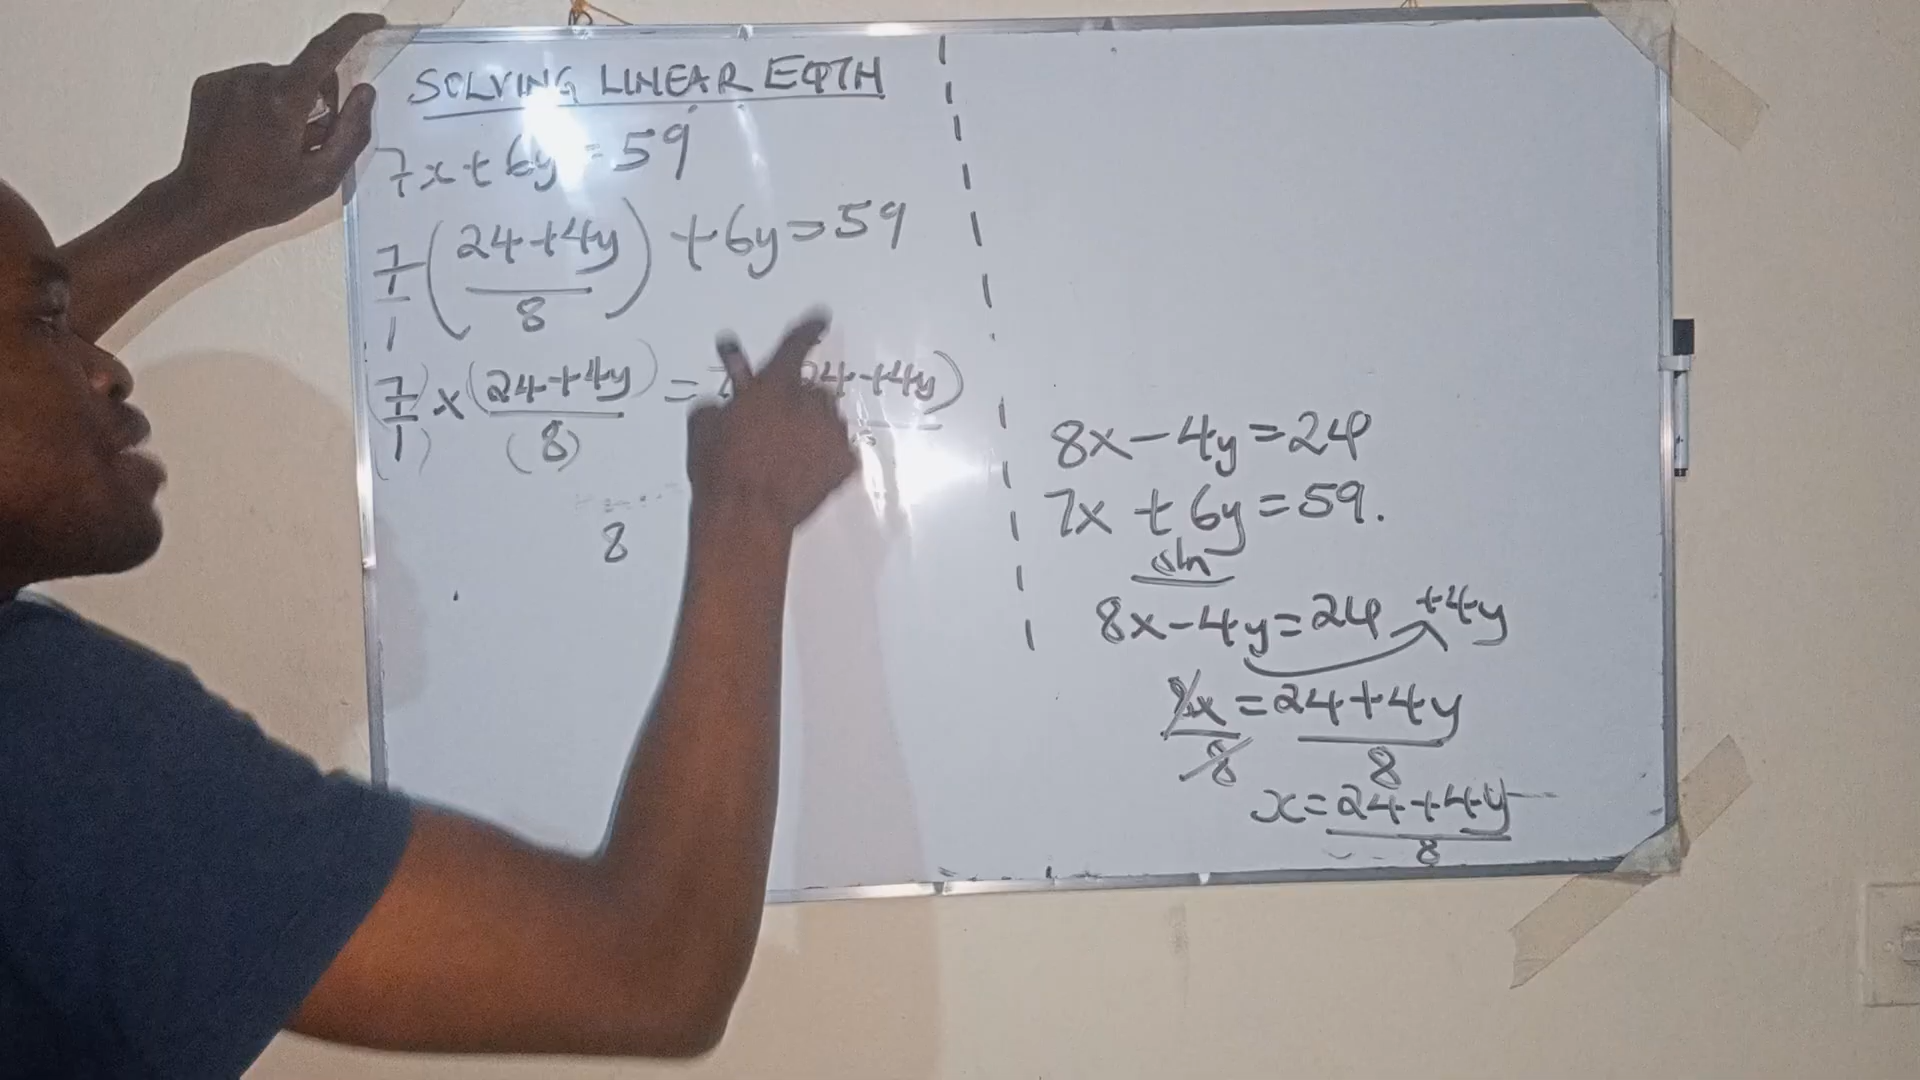 SOLVING LINEAR EQTN
7x + 6y = 59
7/1 (24+4y / 8) + 6y = 59
(7/1) x (24+4y) / (8) = 24+4y)
8
8x - 4y = 24
7x + 6y = 59.
soln
8x - 4y = 24 +4y
8x/8 = 24+4y / 8
x = 24+4y / 8